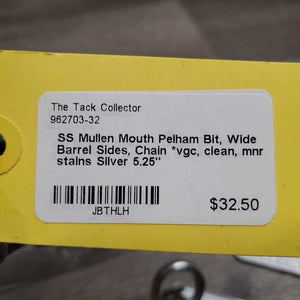 The Tack Collector
962703-32
SS Mullen Mouth Pelham Bit, Wide
Barrel Sides, Chain *vgc, clean, mnr
stains Silver 5.25"
$32.50
JBTHLH